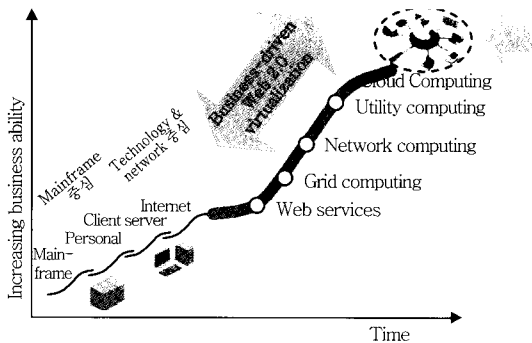 Increasing business ability
Mainframe
중심
Technology &
network 중심
Business-driven
Web 2.0
virtualization
Cloud Computing
Utility computing
Network computing
Grid computing
Web services
Internet
Client server
Personal
Main-
frame
Time